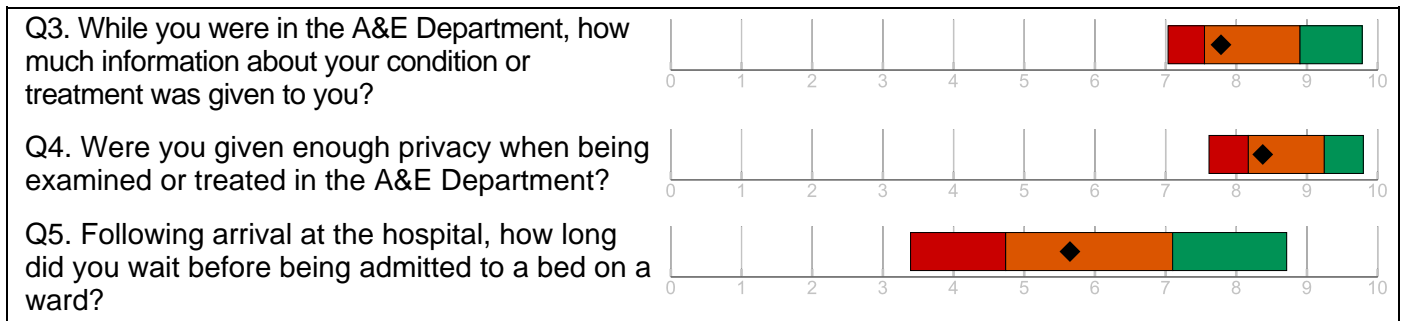 Q3. While you were in the A&E Department, how
much information about your condition or
treatment was given to you?
0 1 2 3 4 5 6 7 8 9 10
Q4. Were you given enough privacy when being
examined or treated in the A&E Department?
0 1 2 3 4 5 6 7 8 9 10
Q5. Following arrival at the hospital, how long
did you wait before being admitted to a bed on a
ward?
0 1 2 3 4 5 6 7 8 9 10